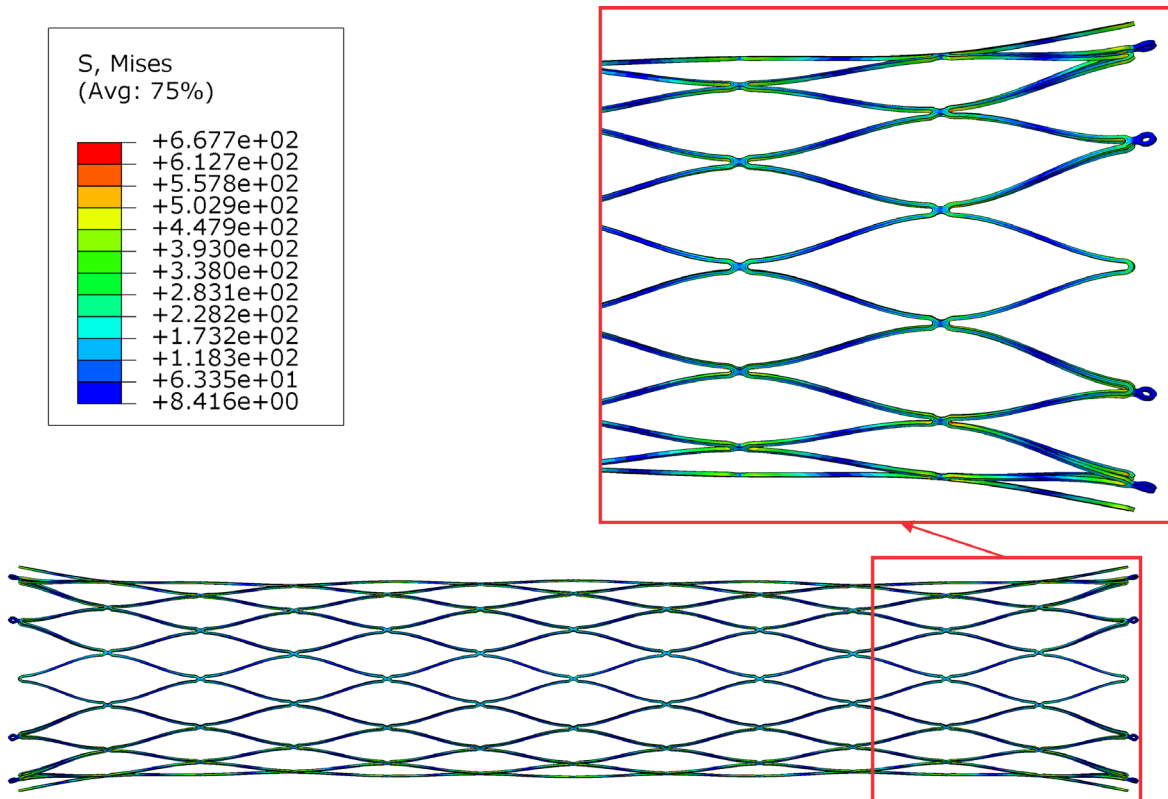 S, Mises
(Avg: 75%)
+6.677e+02
+6.127e+02
+5.578e+02
+5.029e+02
+4.479e+02
+3.930e+02
+3.380e+02
+2.831e+02
+2.282e+02
+1.732e+02
+1.183e+02
+6.335e+01
+8.416e+00